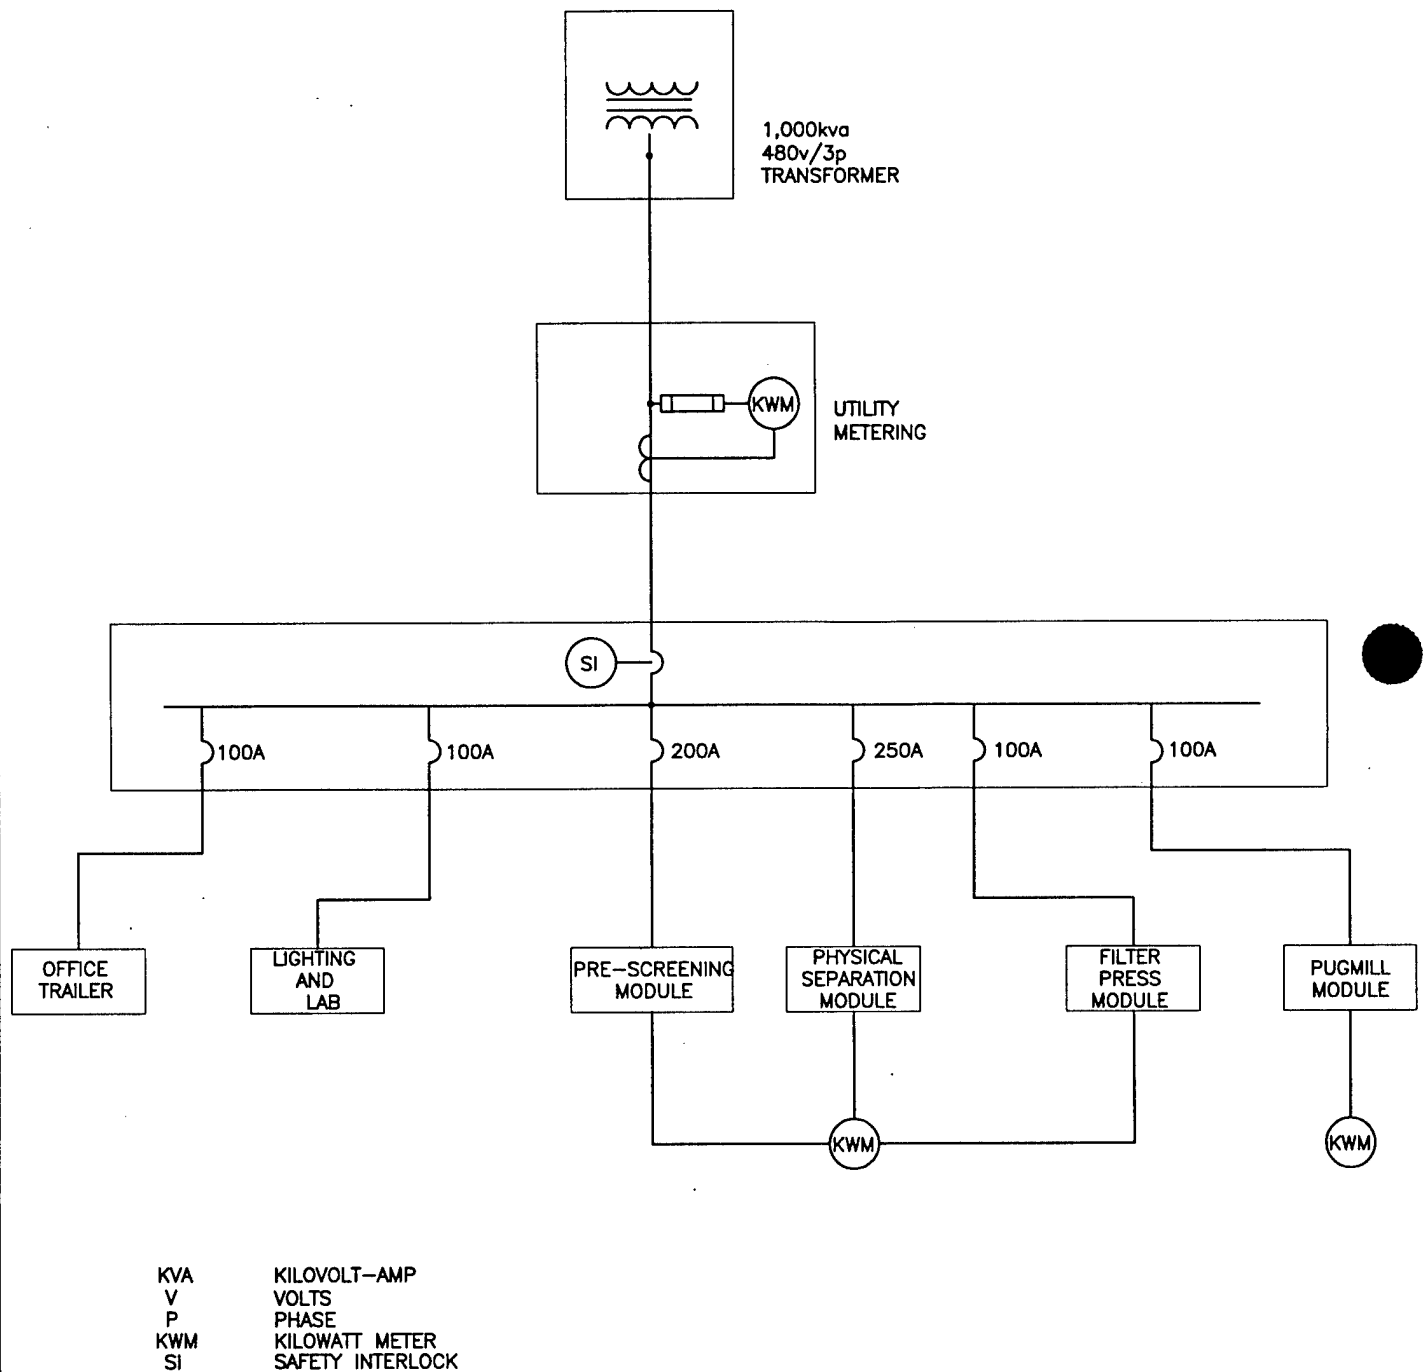 1,000kva
480v/3p
TRANSFORMER
KWM
UTILITY
METERING
SI
100A
100A
200A
250A
100A
100A
OFFICE
TRAILER
LIGHTING
AND
LAB
PRE-SCREENING
MODULE
PHYSICAL
SEPARATION
MODULE
FILTER
PRESS
MODULE
PUGMILL
MODULE
KWM
KWM
KVA KILOVOLT-AMP
V VOLTS
P PHASE
KWM KILOWATT METER
SI SAFETY INTERLOCK